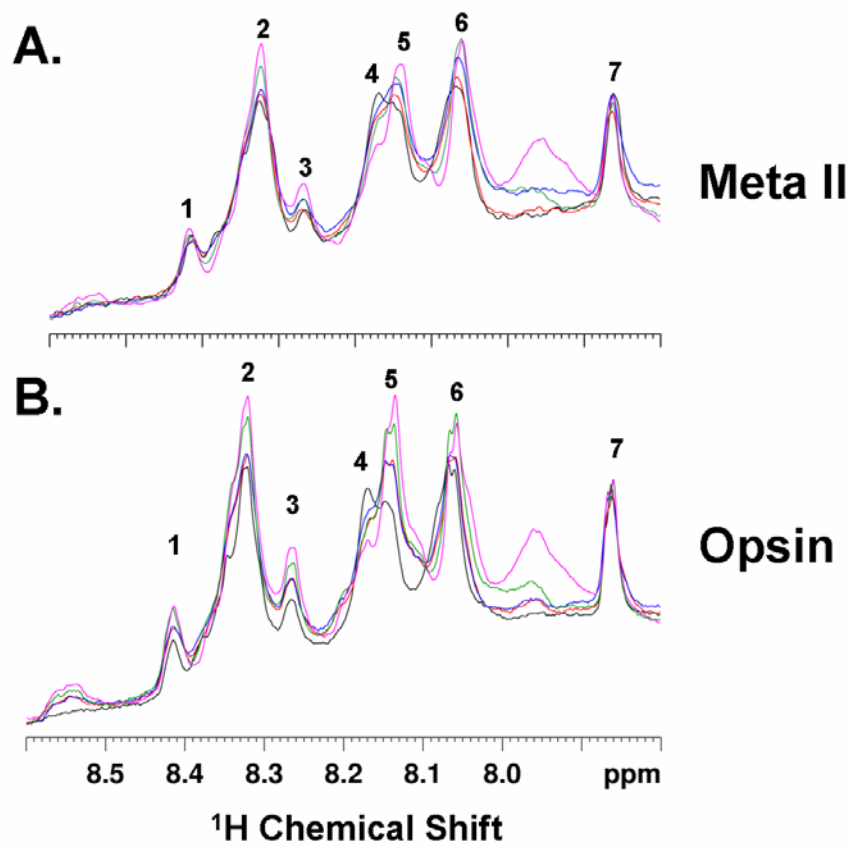 A.
1 2 3 4 5 6 7
Meta II
B.
1 2 3 4 5 6 7
Opsin
8.5 8.4 8.3 8.2 8.1 8.0 ppm
¹H Chemical Shift